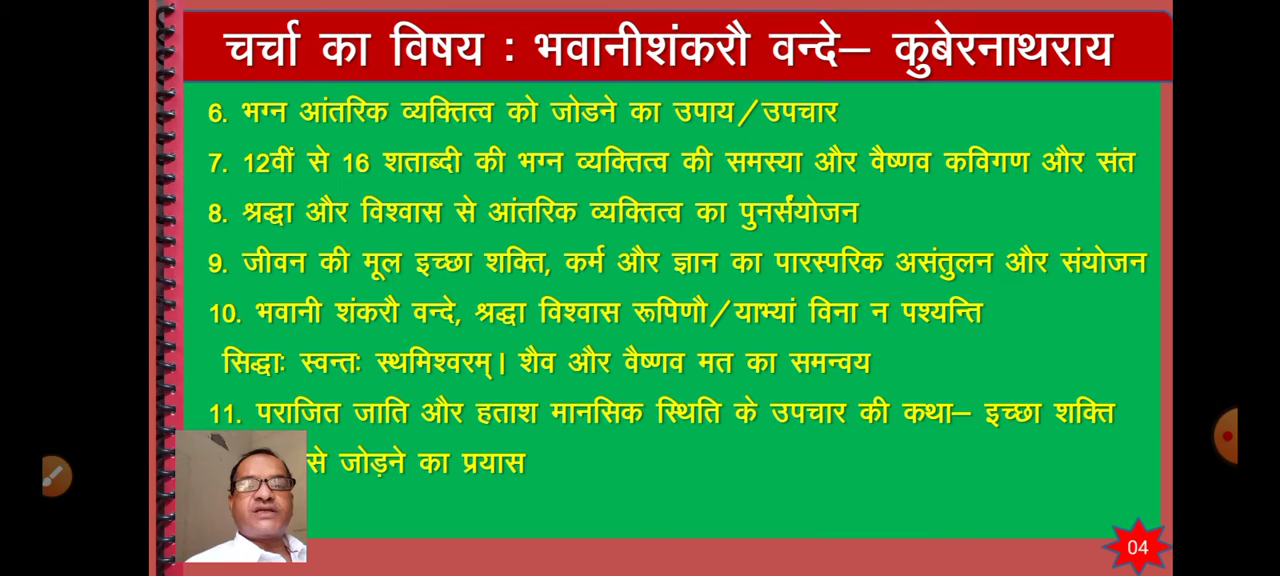 चर्चा का विषय : भवानीशंकरौ वन्दे– कुबेरनाथराय
6. भग्न आंतरिक व्यक्तित्व को जोडने का उपाय/उपचार
7. 12वीं से 16 शताब्दी की भग्न व्यक्तित्व की समस्या और वैष्णव कविगण और संत
8. श्रद्धा और विश्वास से आंतरिक व्यक्तित्व का पुनर्संयोजन
9. जीवन की मूल इच्छा शक्ति, कर्म और ज्ञान का पारस्परिक असंतुलन और संयोजन
10. भवानी शंकरौ वन्दे, श्रद्धा विश्वास रूपिणौ/याभ्यां विना न पश्यन्ति
सिद्धाः स्वन्तः स्थमिश्वरम्। शैव और वैष्णव मत का समन्वय
11. पराजित जाति और हताश मानसिक स्थिति के उपचार की कथा– इच्छा शक्ति
से जोड़ने का प्रयास
04